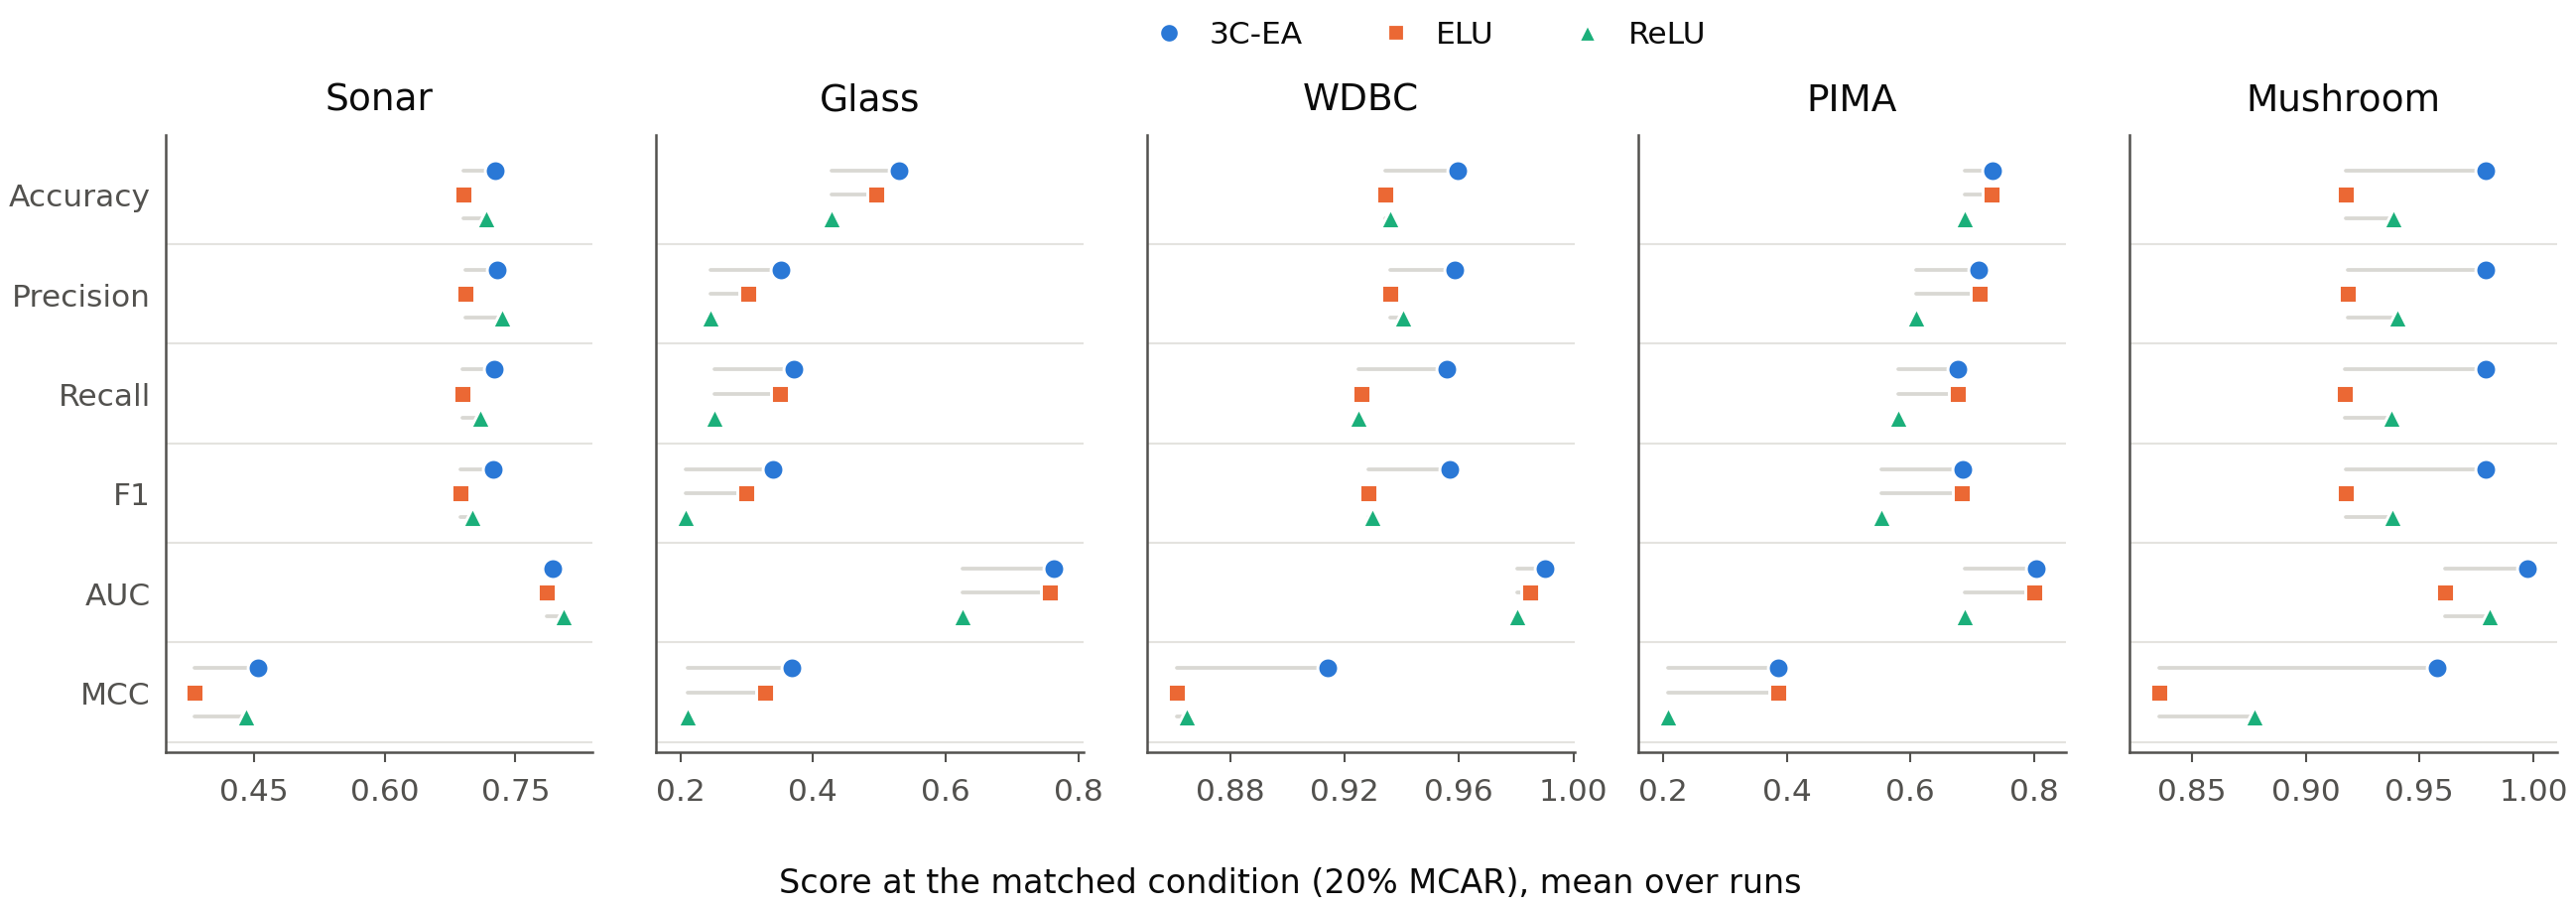 3C-EA ELU ReLU
Sonar Glass WDBC PIMA Mushroom
Accuracy
Precision
Recall
F1
AUC
MCC
0.45 0.60 0.75 0.2 0.4 0.6 0.8 0.88 0.92 0.96 1.00 0.2 0.4 0.6 0.8 0.85 0.90 0.95 1.00
Score at the matched condition (20% MCAR), mean over runs